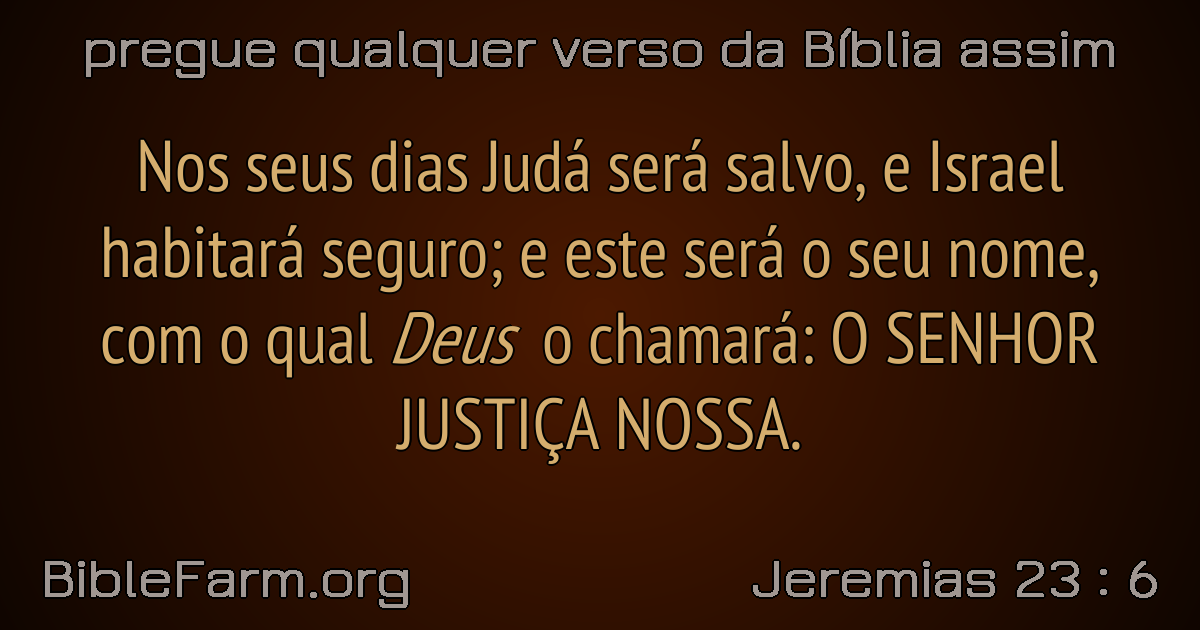 pregue qualquer verso da Bíblia assim
Nos seus dias Judá será salvo, e Israel
habitará seguro; e este será o seu nome,
com o qual Deus o chamará: O SENHOR
JUSTIÇA NOSSA.
BibleFarm.org
Jeremias 23 : 6